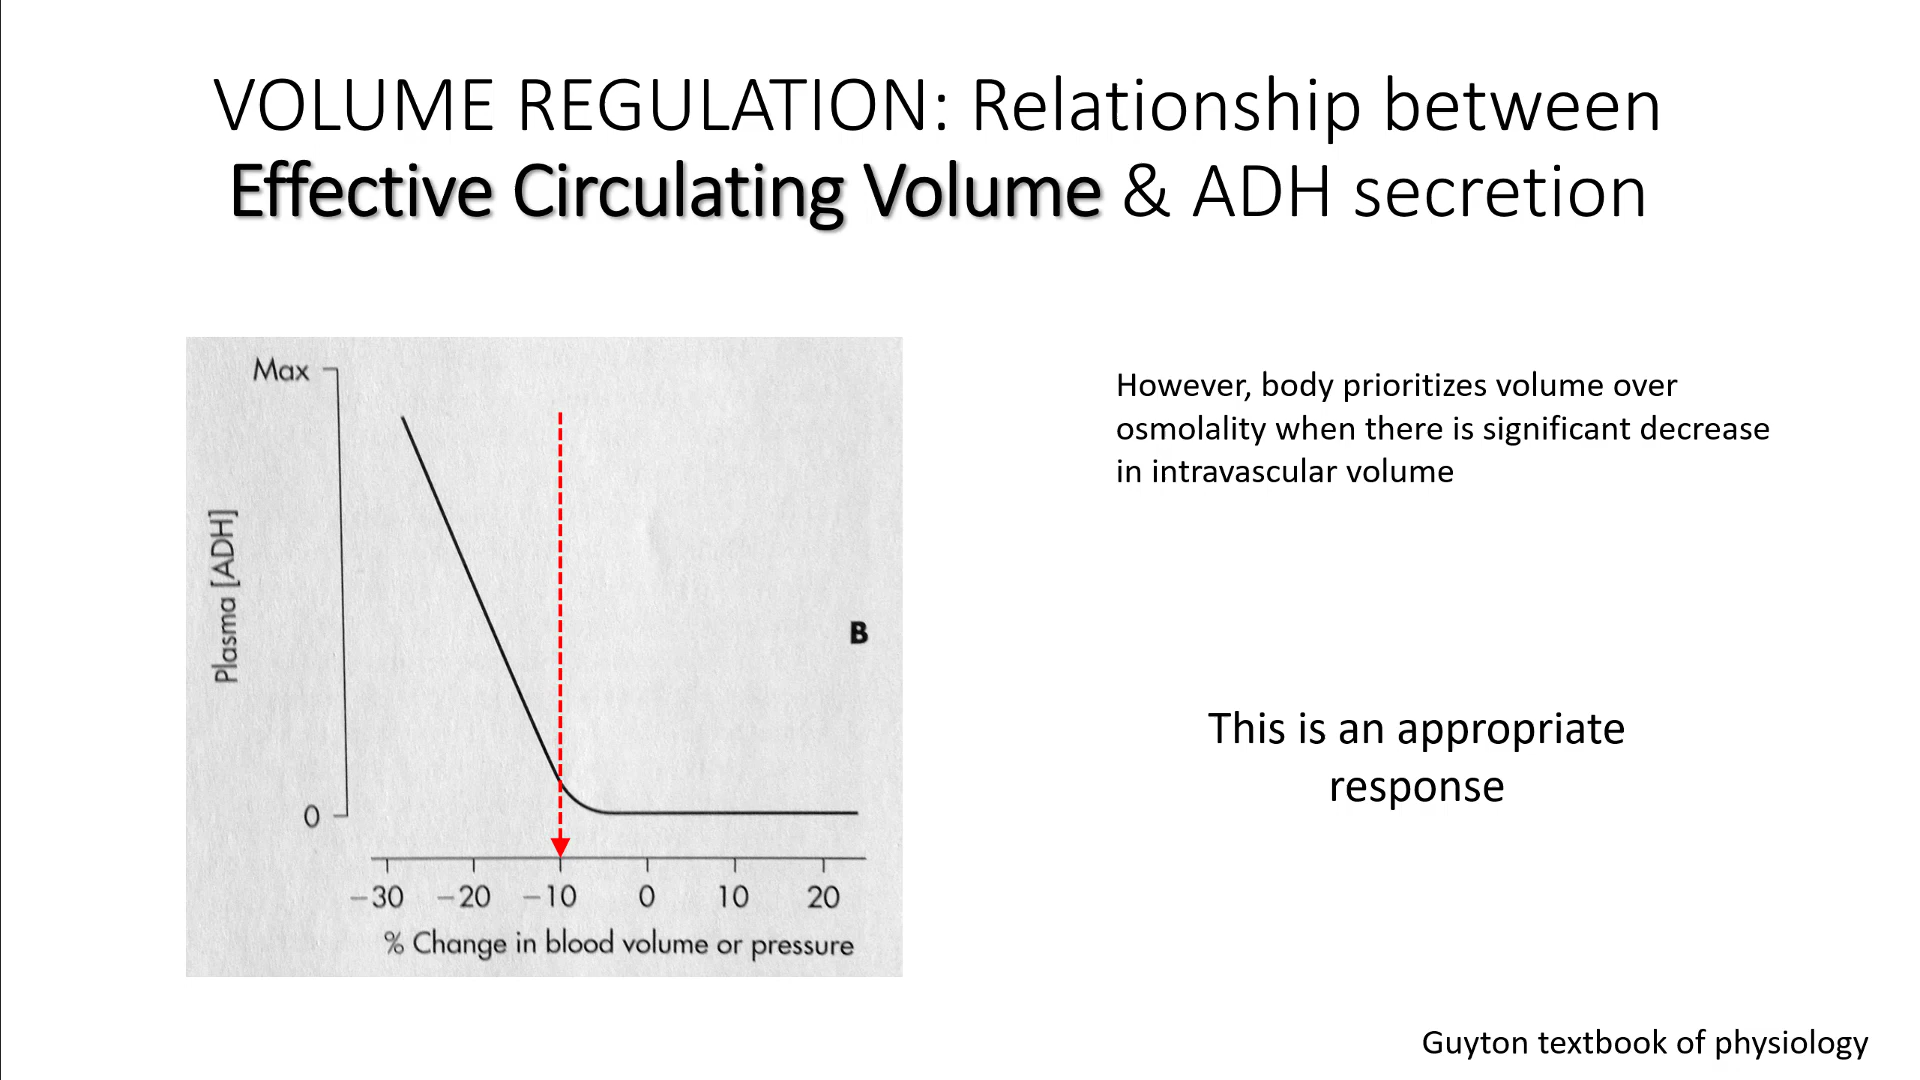 VOLUME REGULATION: Relationship between
Effective Circulating Volume & ADH secretion
Max
Plasma [ADH]
0
B
−30 −20 −10 0 10 20
% Change in blood volume or pressure
However, body prioritizes volume over
osmolality when there is significant decrease
in intravascular volume
This is an appropriate
response
Guyton textbook of physiology